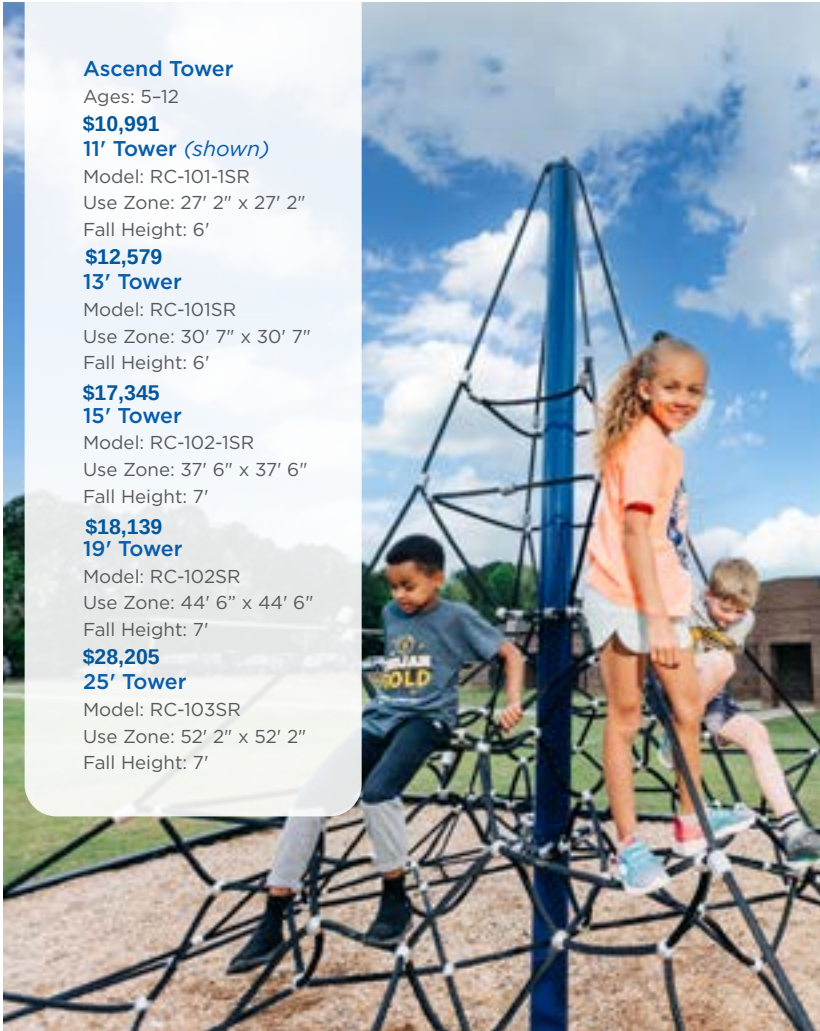 Ascend Tower
Ages: 5–12
$10,991
11' Tower (shown)
Model: RC-101-1SR
Use Zone: 27' 2" x 27' 2"
Fall Height: 6'
$12,579
13' Tower
Model: RC-101SR
Use Zone: 30' 7" x 30' 7"
Fall Height: 6'
$17,345
15' Tower
Model: RC-102-1SR
Use Zone: 37' 6" x 37' 6"
Fall Height: 7'
$18,139
19' Tower
Model: RC-102SR
Use Zone: 44' 6” x 44' 6"
Fall Height: 7'
$28,205
25' Tower
Model: RC-103SR
Use Zone: 52' 2" x 52' 2"
Fall Height: 7'
OLD